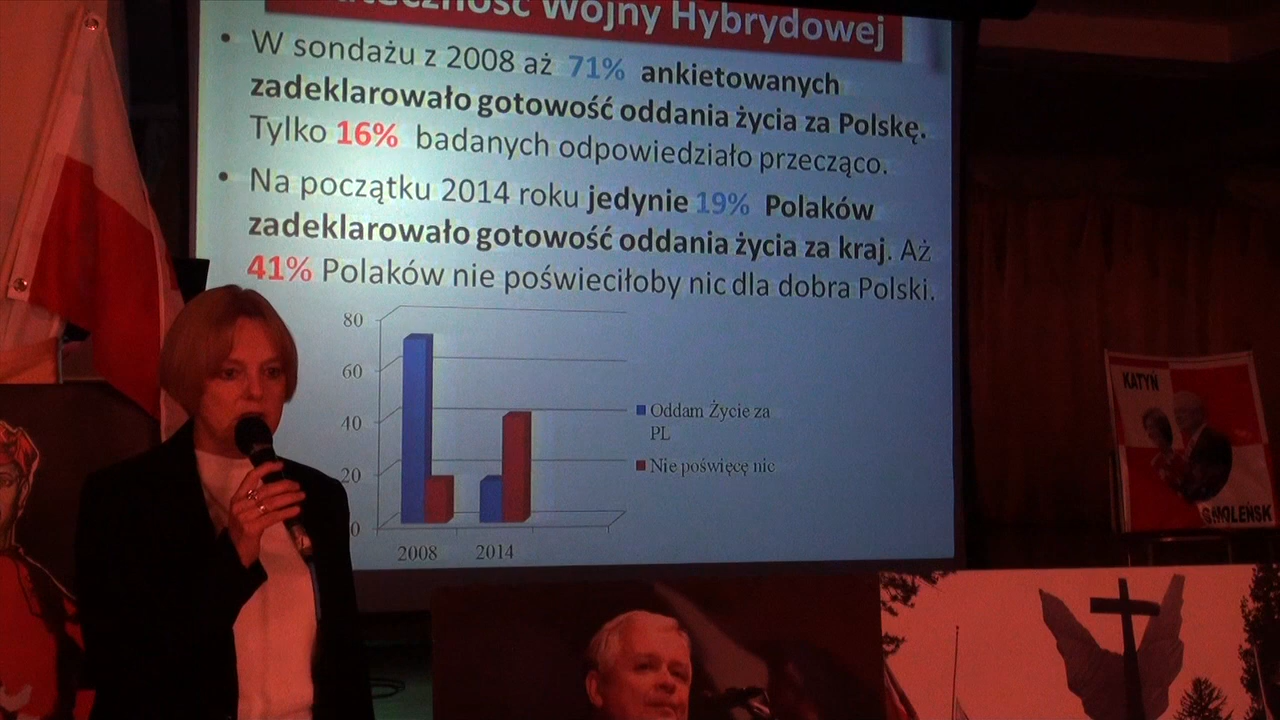 Wojny Hybrydowej
• W sondażu z 2008 aż 71% ankietowanych
zadeklarowało gotowość oddania życia za Polskę.
Tylko 16% badanych odpowiedziało przecząco.
• Na początku 2014 roku jedynie 19% Polaków
zadeklarowało gotowość oddania życia za kraj. Aż
41% Polaków nie poświeciłoby nic dla dobra Polski.
80
60
40
20
0
2008 2014
Oddam Życie za
PL
Nie poświęcę nic
KATYŃ
SMOLEŃSK